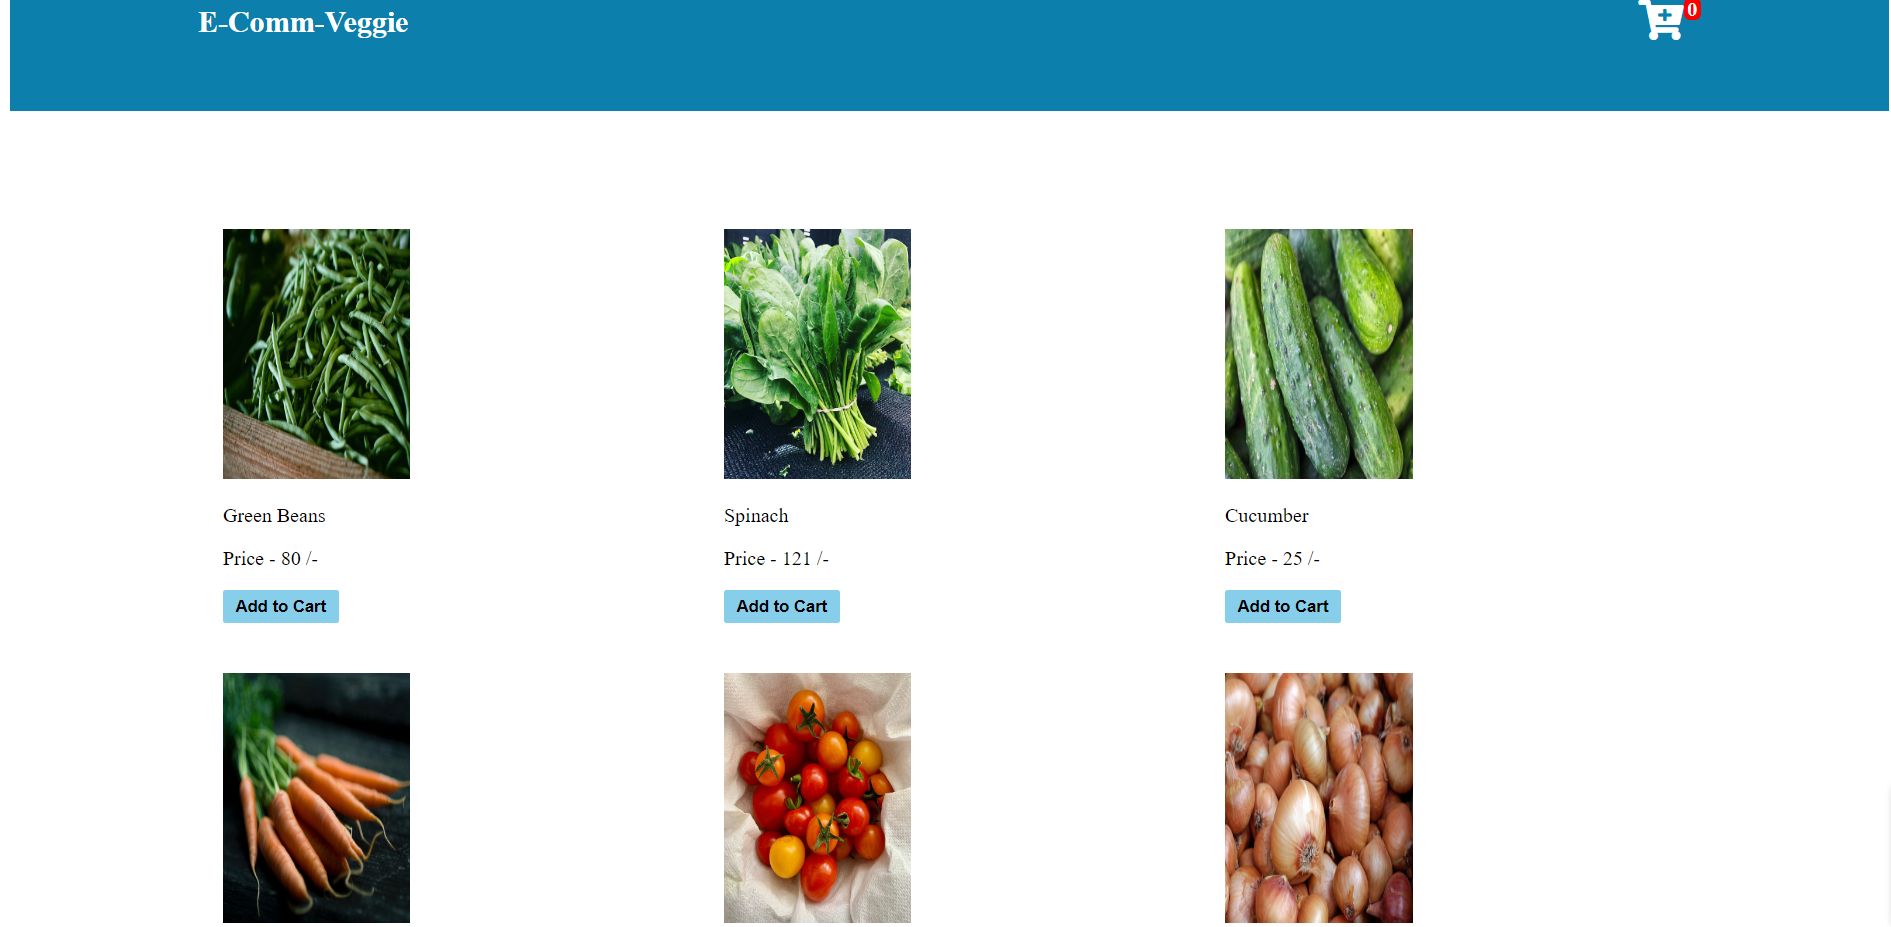 E-Comm-Veggie
0
Green Beans
Spinach
Cucumber
Price - 80 /-
Price - 121 /-
Price - 25 /-
Add to Cart
Add to Cart
Add to Cart